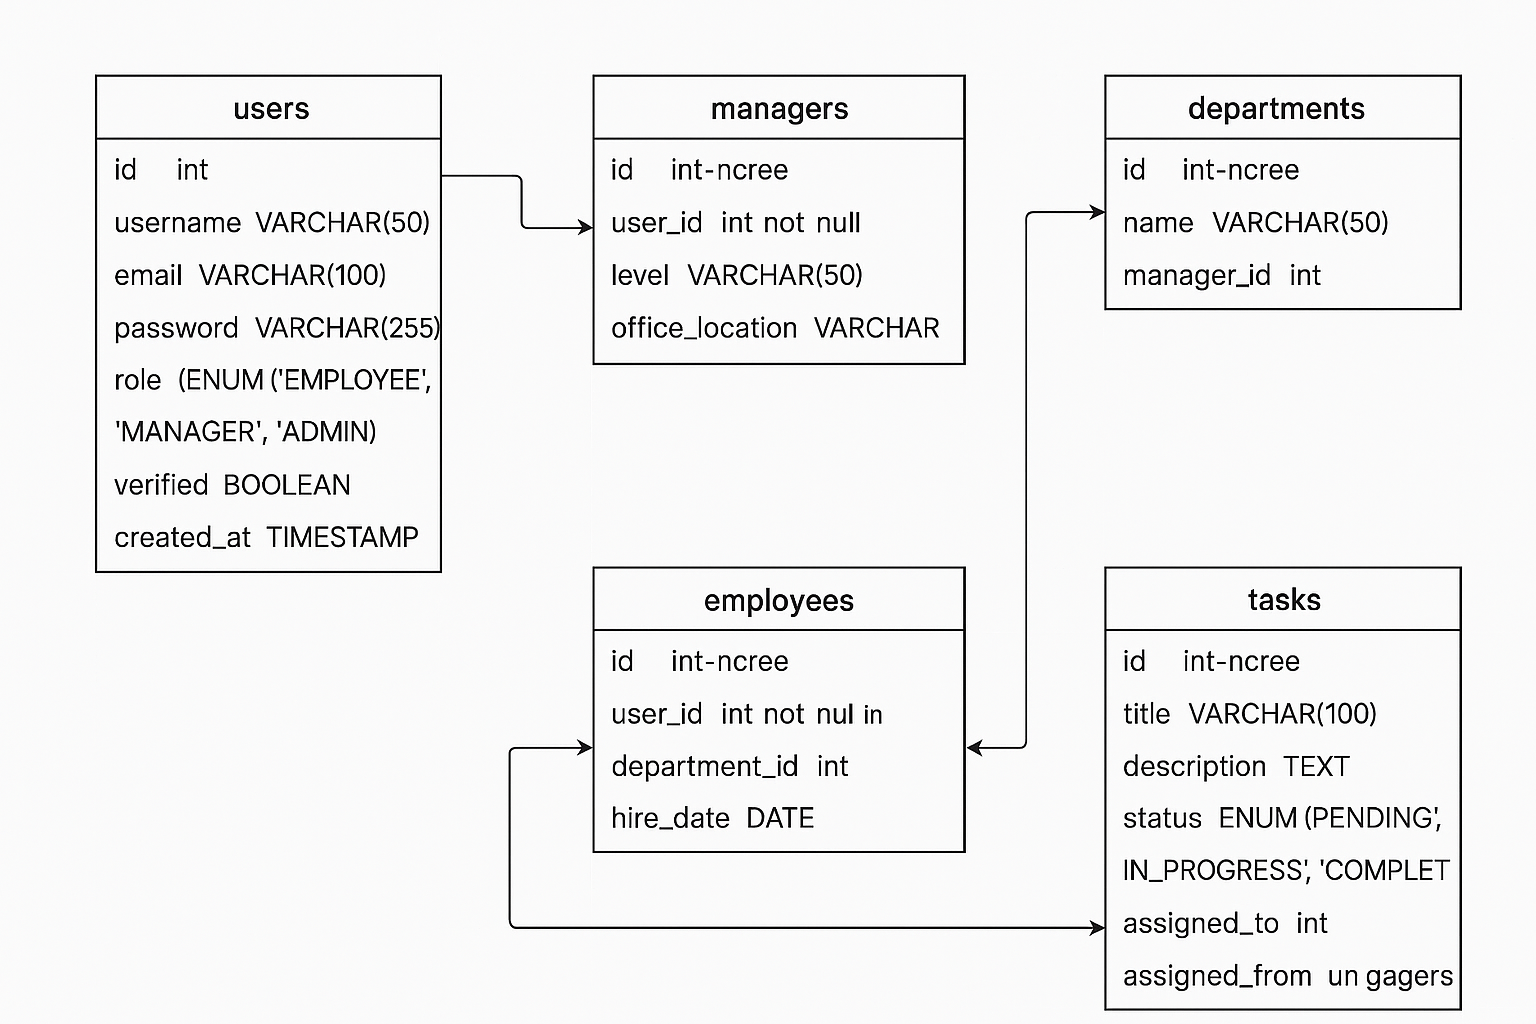 users
id int
username VARCHAR(50)
email VARCHAR(100)
password VARCHAR(255)
role (ENUM ('EMPLOYEE',
'MANAGER', 'ADMIN)
verified BOOLEAN
created_at TIMESTAMP
managers
id int-ncree
user_id int not null
level VARCHAR(50)
office_location VARCHAR
departments
id int-ncree
name VARCHAR(50)
manager_id int
employees
id int-ncree
user_id int not nul in
department_id int
hire_date DATE
tasks
id int-ncree
title VARCHAR(100)
description TEXT
status ENUM (PENDING',
IN_PROGRESS', 'COMPLET
assigned_to int
assigned_from un gagers